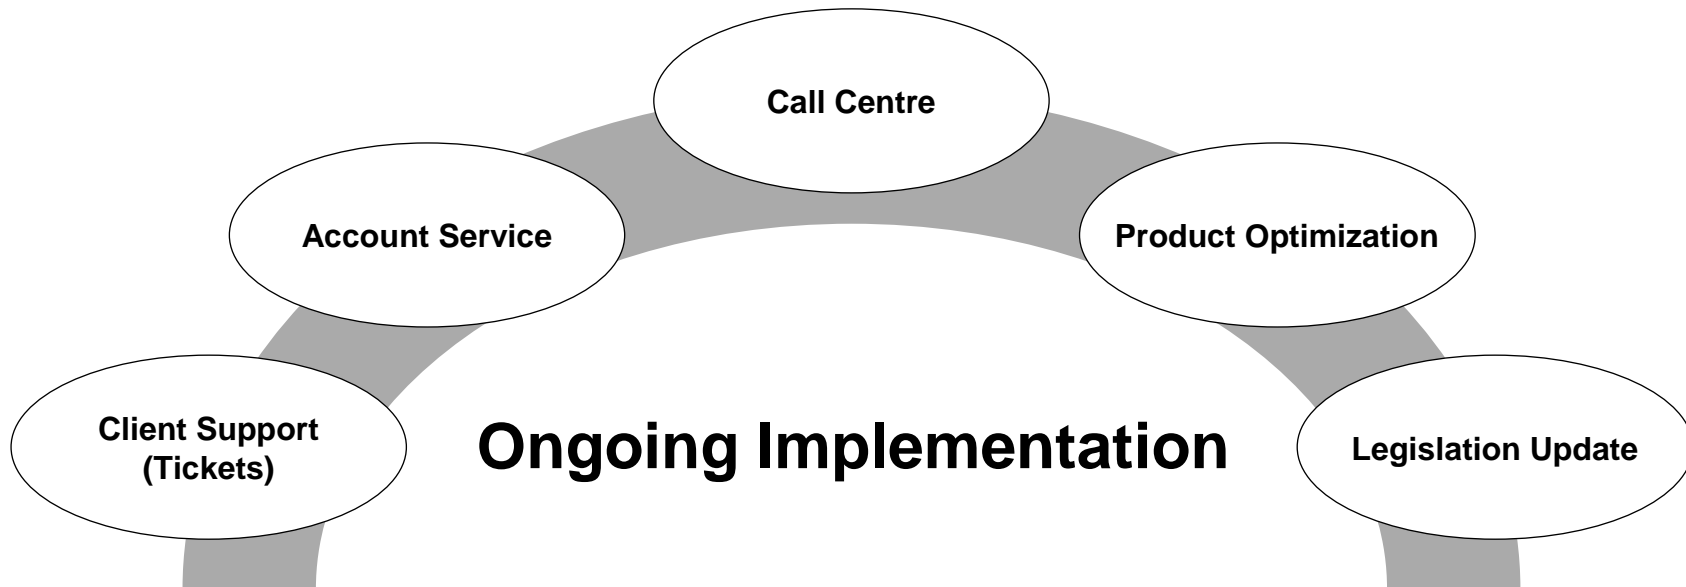 Call Centre
Account Service
Product Optimization
Client Support
(Tickets)
Ongoing Implementation
Legislation Update